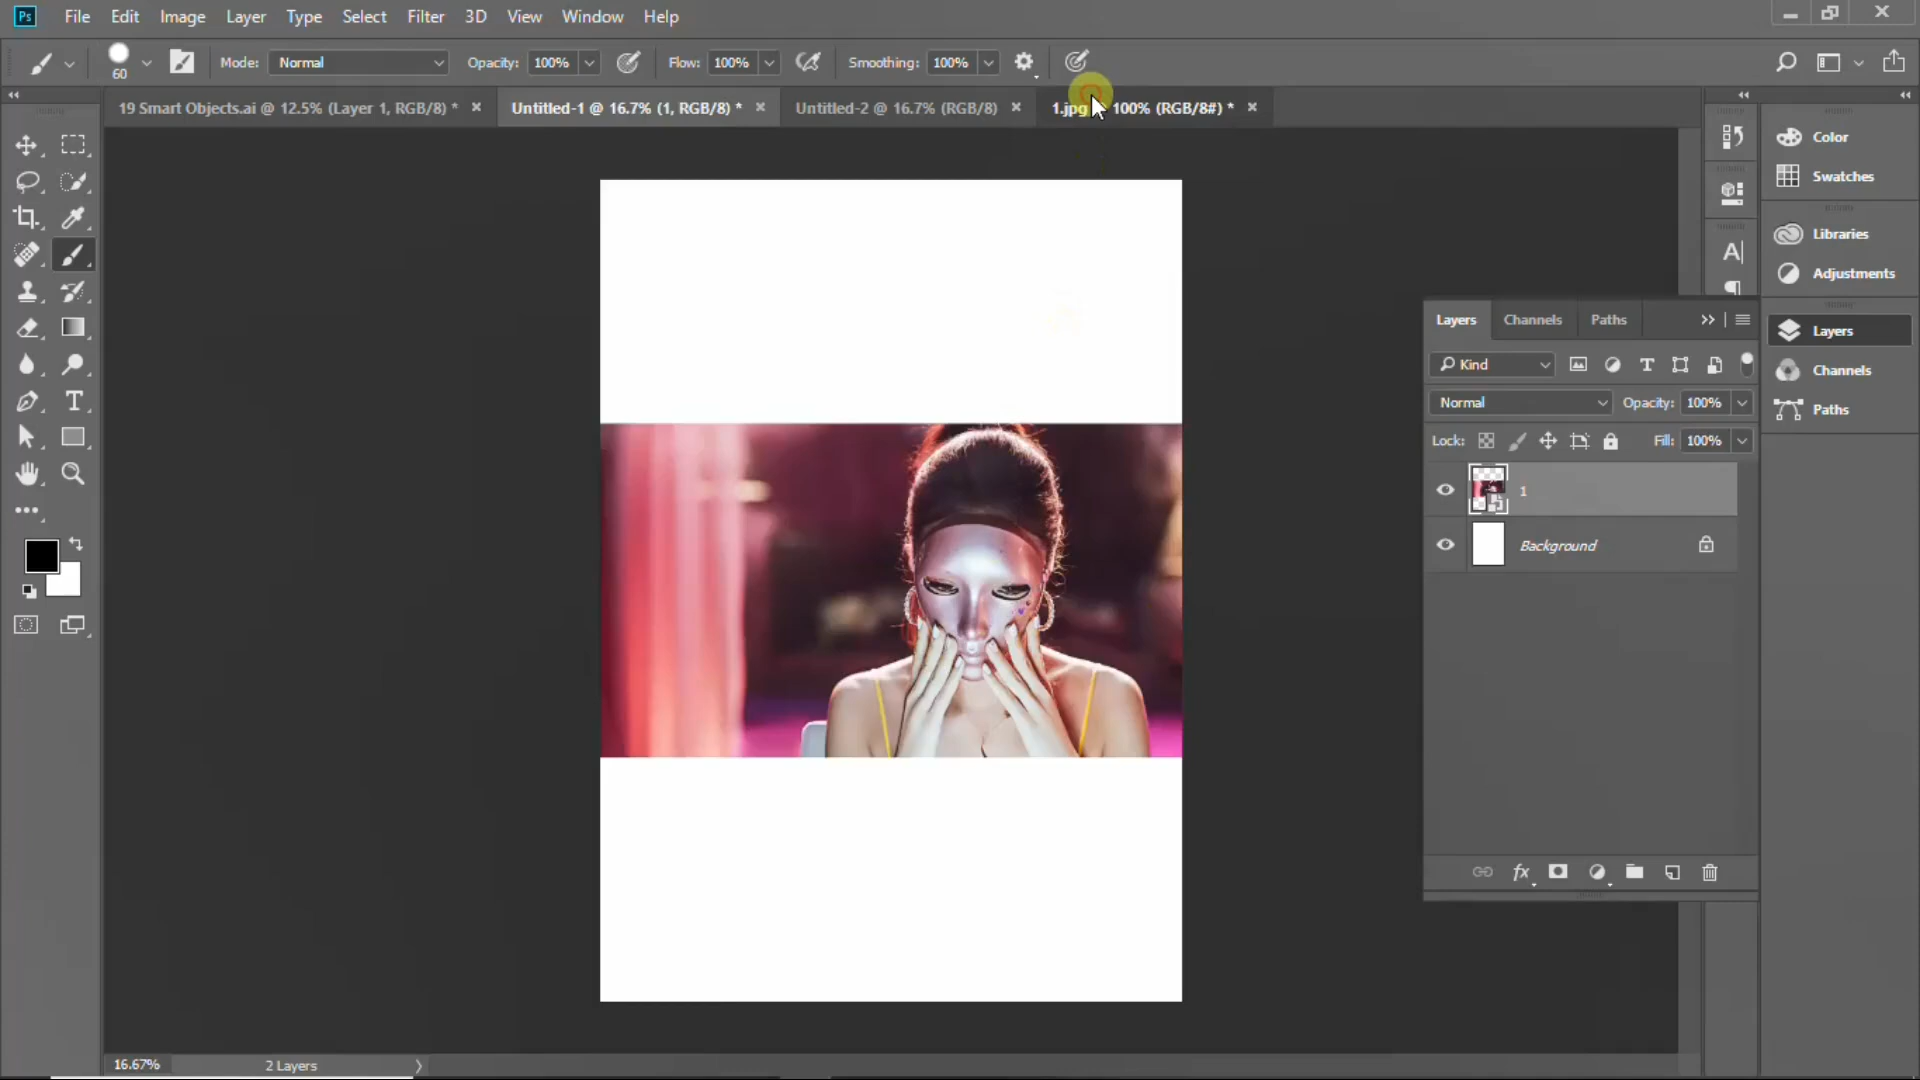 Ps File Edit Image Layer Type Select Filter 3D View Window Help
60 Mode: Normal Opacity: 100% Flow: 100% Smoothing: 100%
19 Smart Objects.ai @ 12.5% (Layer 1, RGB/8) * Untitled-1 @ 16.7% (1, RGB/8) * Untitled-2 @ 16.7% (RGB/8) 1.jpg 100% (RGB/8#) *
Color
Swatches
Libraries
Adjustments
Layers
Channels
Paths
Layers Channels Paths
Kind
Normal Opacity: 100%
Lock: Fill: 100%
1
Background
fx
16.67% 2 Layers